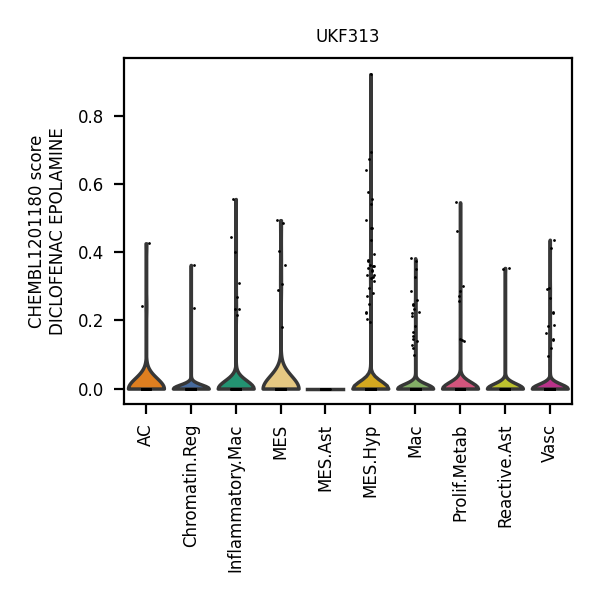 UKF313
CHEMBL1201180 score
DICLOFENAC EPOLAMINE
0.8
0.6
0.4
0.2
0.0
AC
Chromatin.Reg
Inflammatory.Mac
MES
MES.Ast
MES.Hyp
Mac
Prolif.Metab
Reactive.Ast
Vasc